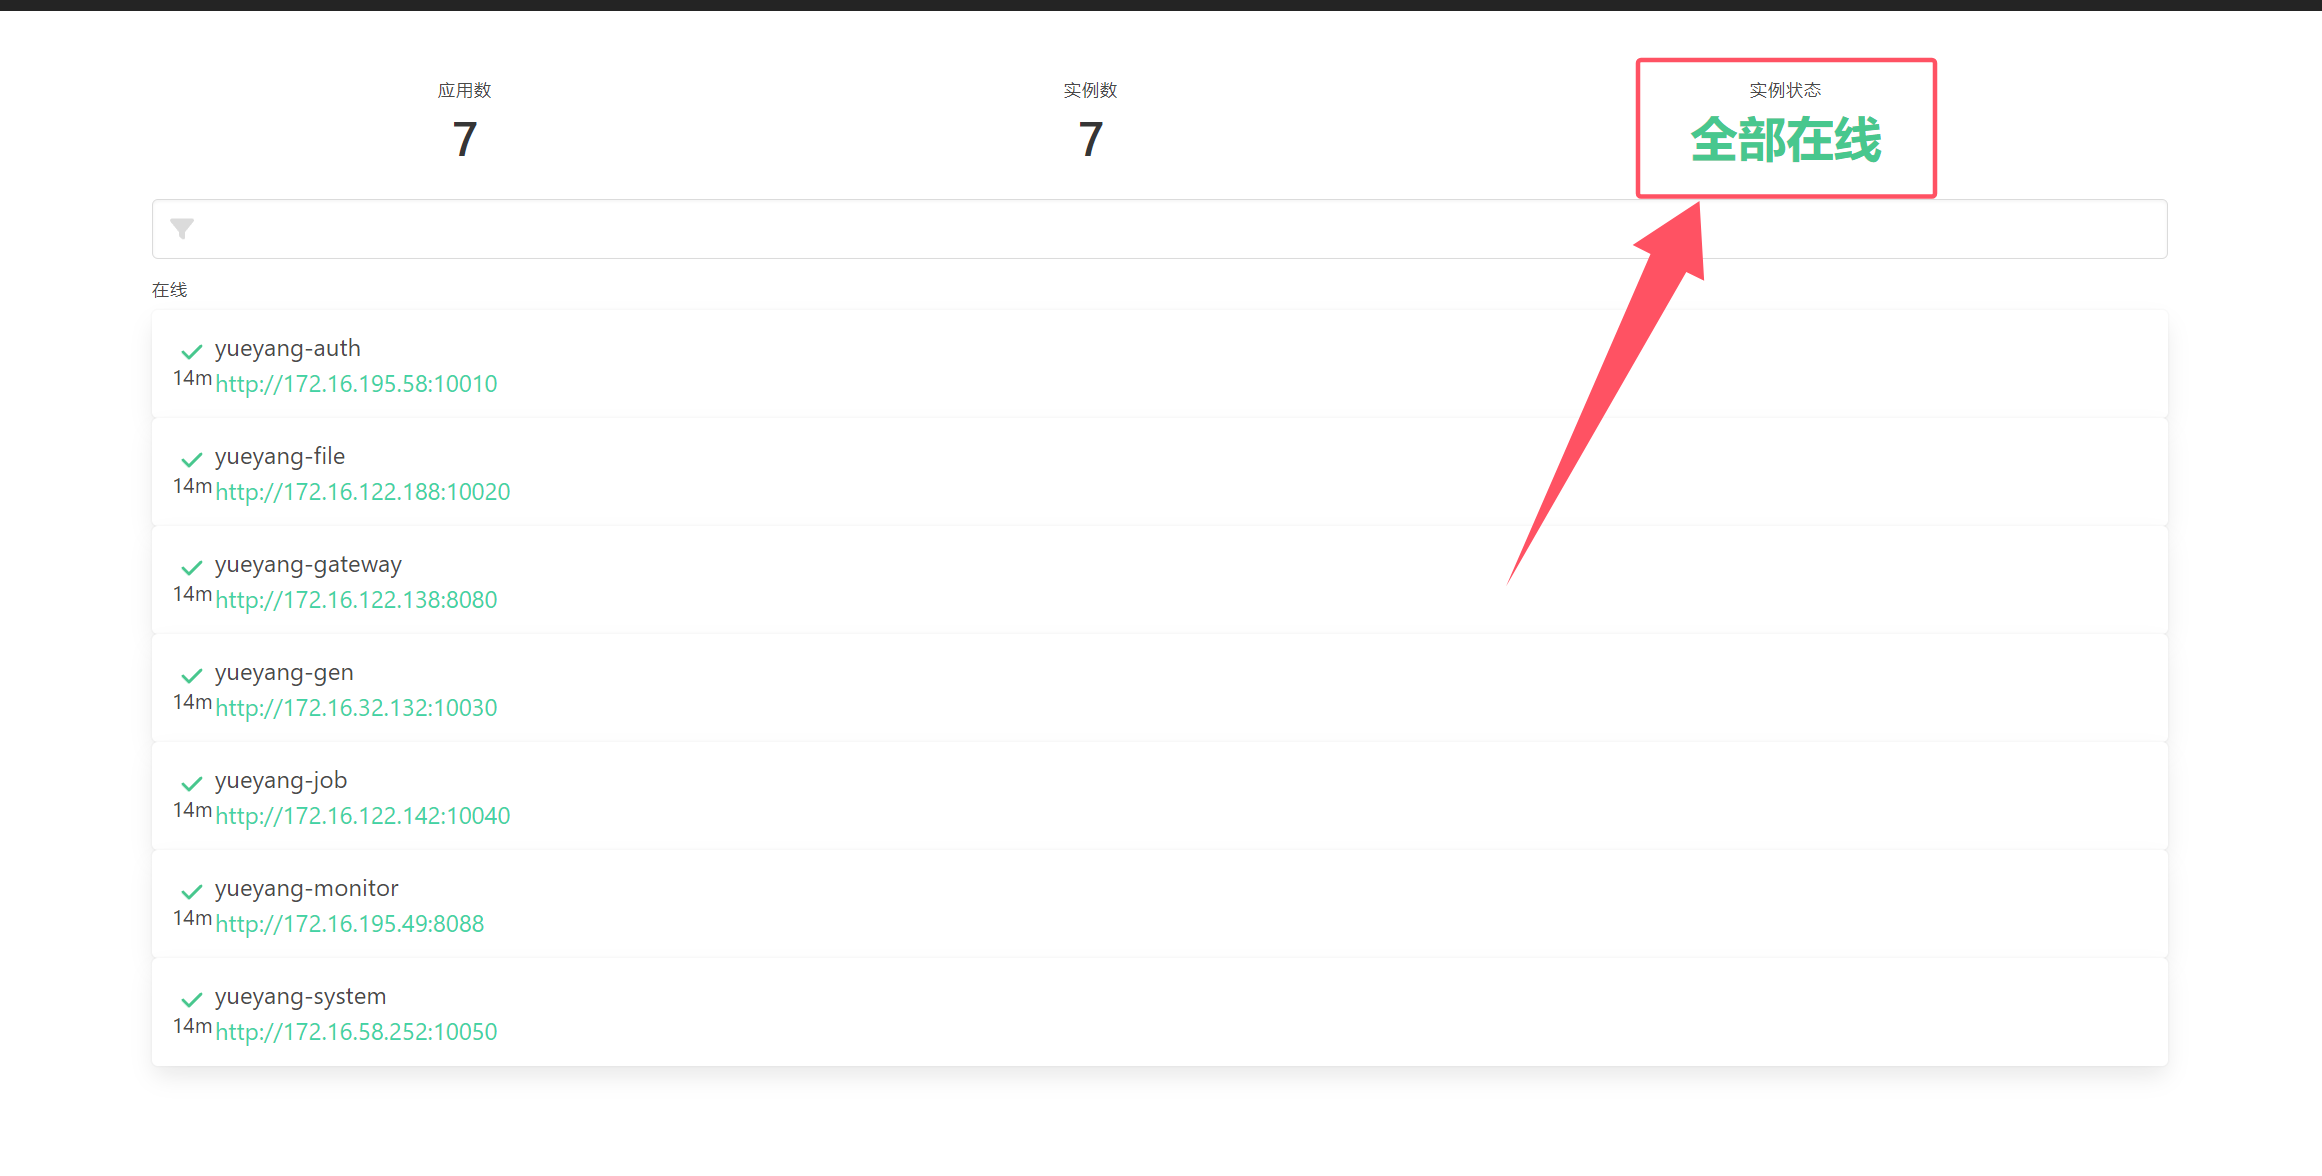 应用数
7
实例数
7
实例状态
全部在线
在线
yueyang-auth
14m http://172.16.195.58:10010
yueyang-file
14m http://172.16.122.188:10020
yueyang-gateway
14m http://172.16.122.138:8080
yueyang-gen
14m http://172.16.32.132:10030
yueyang-job
14m http://172.16.122.142:10040
yueyang-monitor
14m http://172.16.195.49:8088
yueyang-system
14m http://172.16.58.252:10050